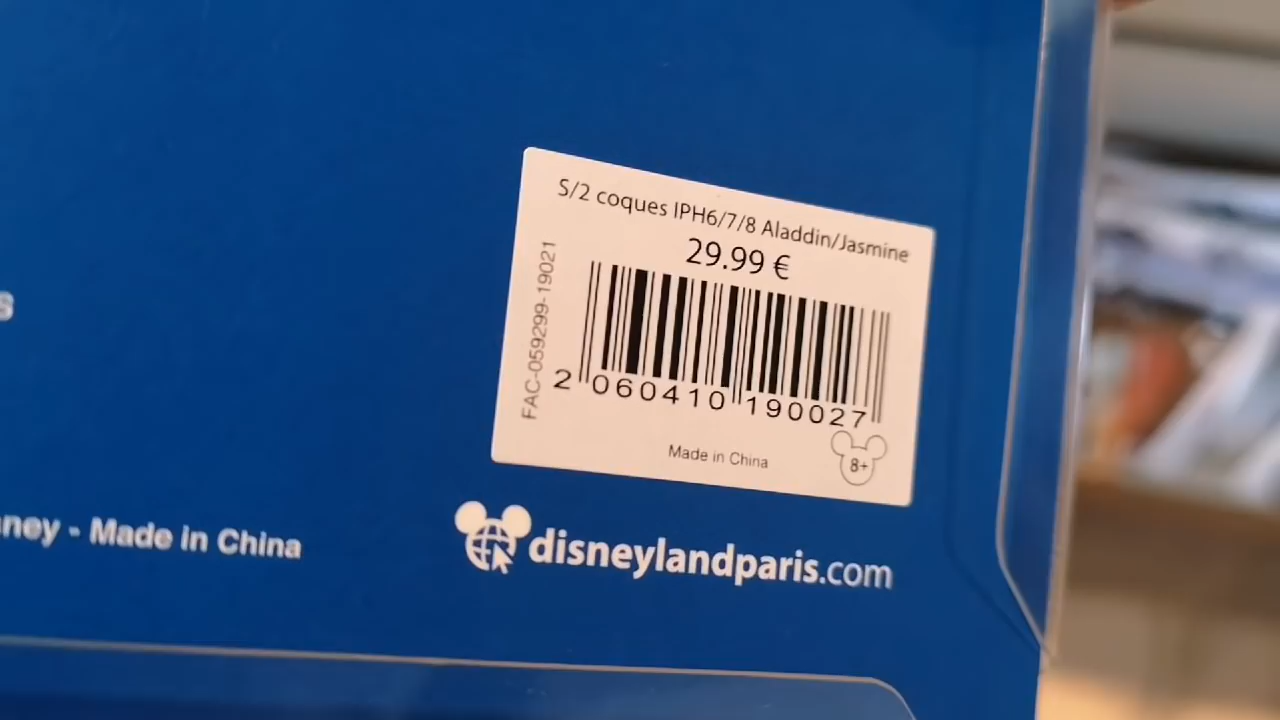 S/2 coques IPH6/7/8 Aladdin/Jasmine
29.99 €
FAC-059299-19021
2 060410 190027
Made in China
8+
disneylandparis.com
- Made in China